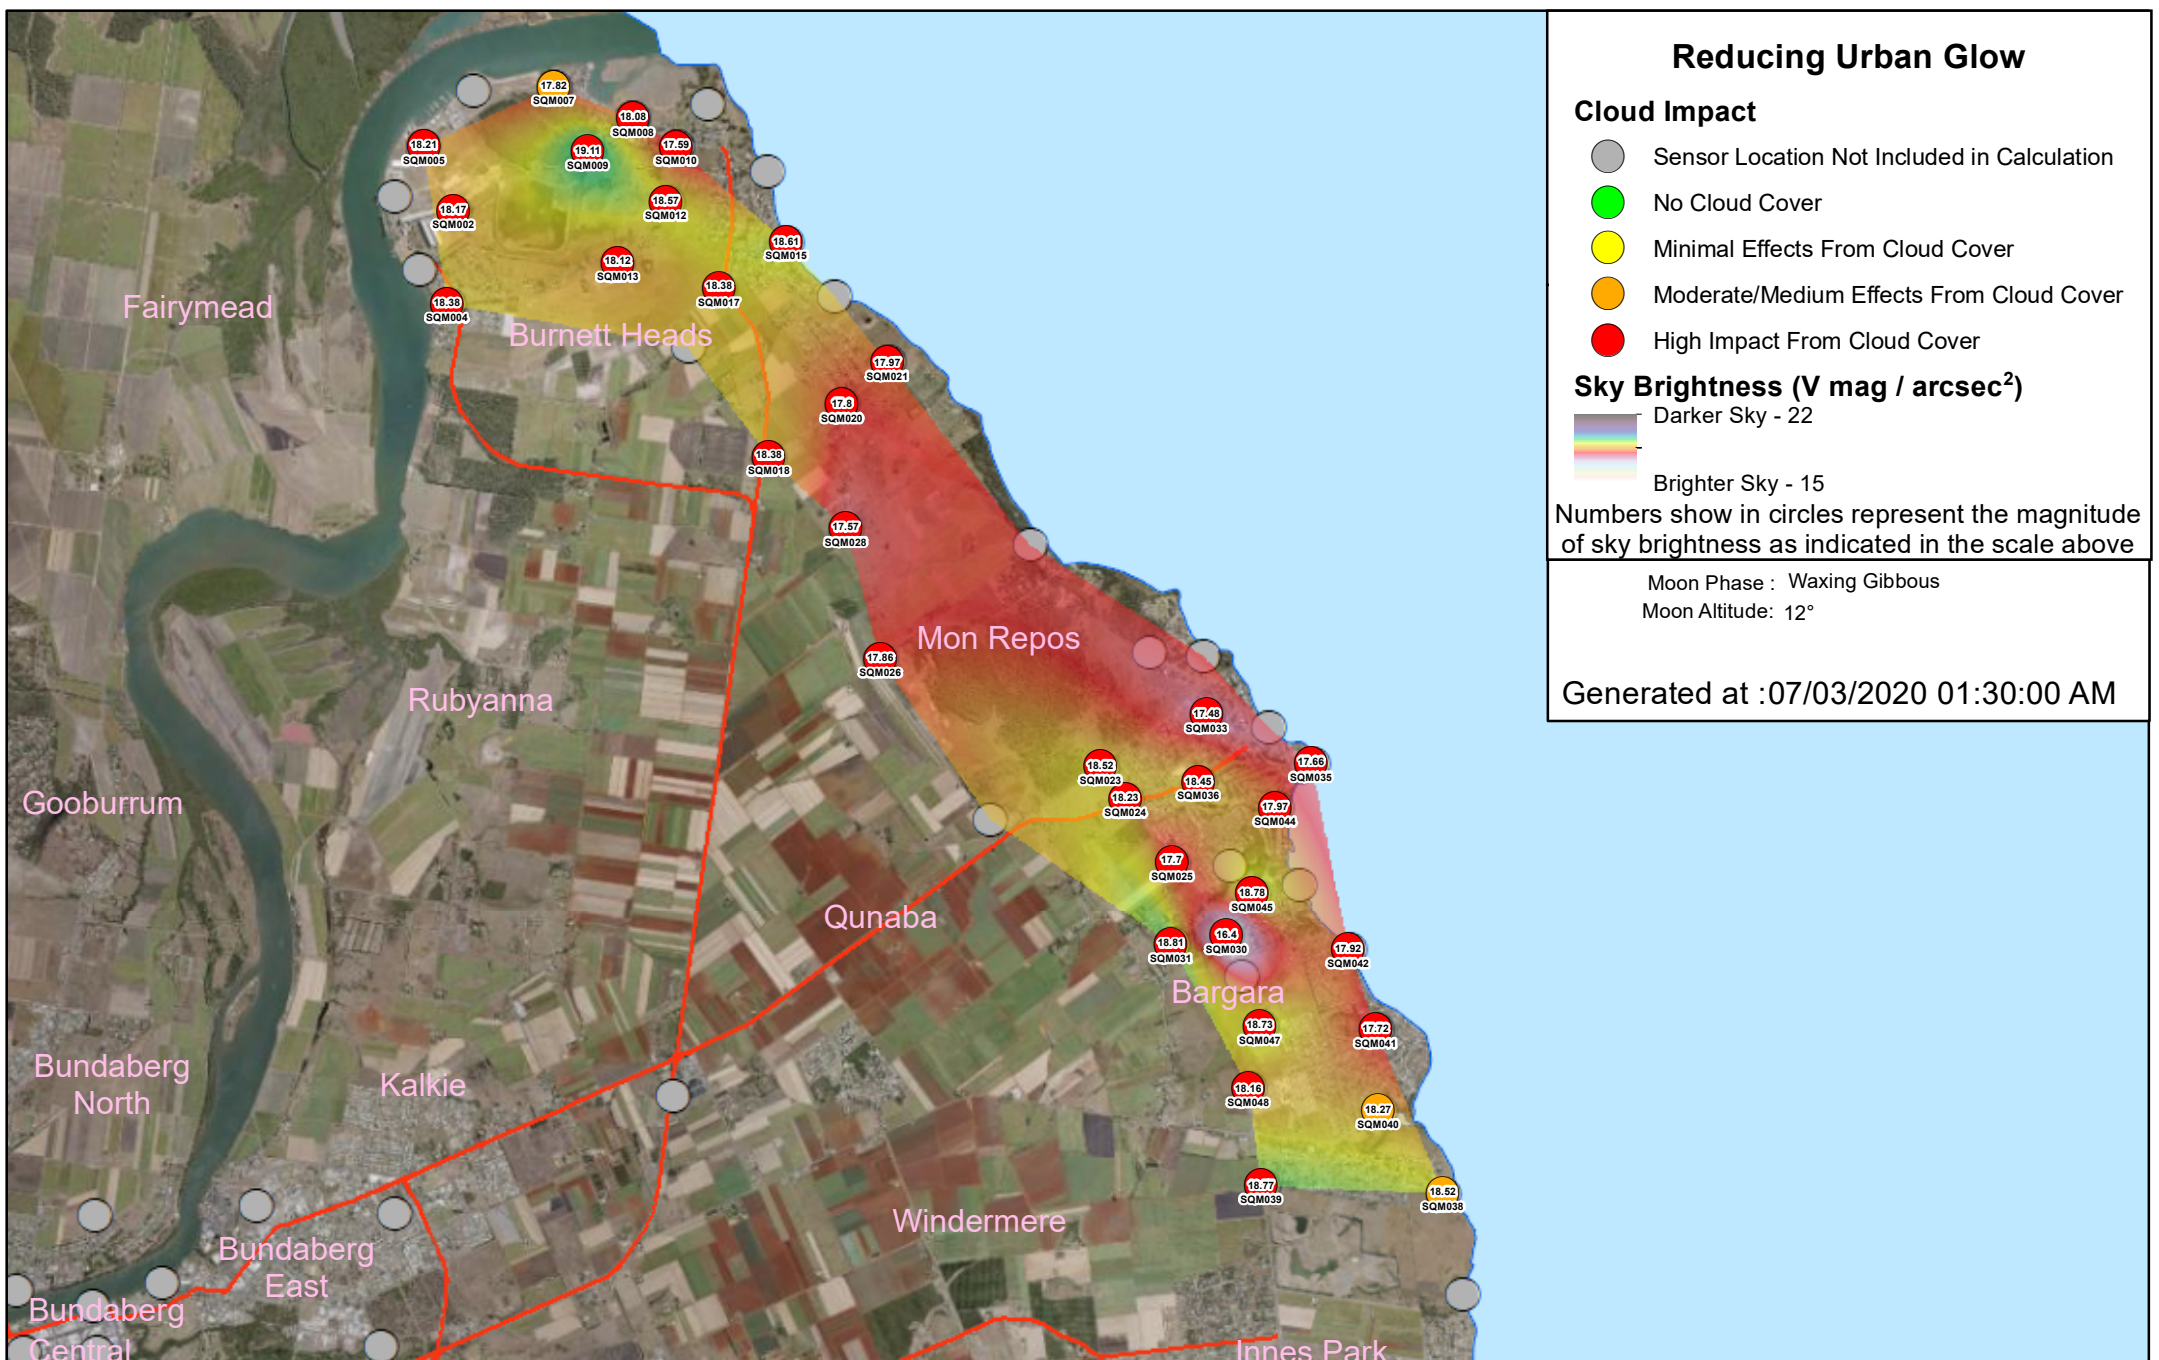 Reducing Urban Glow
Cloud Impact
Sensor Location Not Included in Calculation
No Cloud Cover
Minimal Effects From Cloud Cover
Moderate/Medium Effects From Cloud Cover
High Impact From Cloud Cover
Sky Brightness (V mag / arcsec²)
Darker Sky - 22
Brighter Sky - 15
Numbers show in circles represent the magnitude
of sky brightness as indicated in the scale above
Moon Phase : Waxing Gibbous
Moon Altitude: 12°
Generated at :07/03/2020 01:30:00 AM
17.82
SQM007
18.08
SQM008
18.21
SQM005
19.11
SQM009
17.59
SQM010
18.17
SQM002
18.57
SQM012
18.61
SQM015
18.12
SQM013
18.38
SQM017
18.38
SQM004
Fairymead
Burnett Heads
17.97
SQM021
17.8
SQM020
18.38
SQM018
17.57
SQM028
Mon Repos
17.86
SQM026
Rubyanna
17.48
SQM033
18.52
SQM023
17.66
SQM035
18.45
SQM036
18.23
SQM024
17.97
SQM044
Gooburrum
17.7
SQM025
18.78
SQM045
Qunaba
18.81
SQM031
16.4
SQM030
17.92
SQM042
Bargara
18.73
SQM047
17.72
SQM041
Bundaberg
North
Kalkie
18.16
SQM048
18.27
SQM040
18.77
SQM039
18.52
SQM038
Windermere
Bundaberg
East
Bundaberg
Central
Innes Park